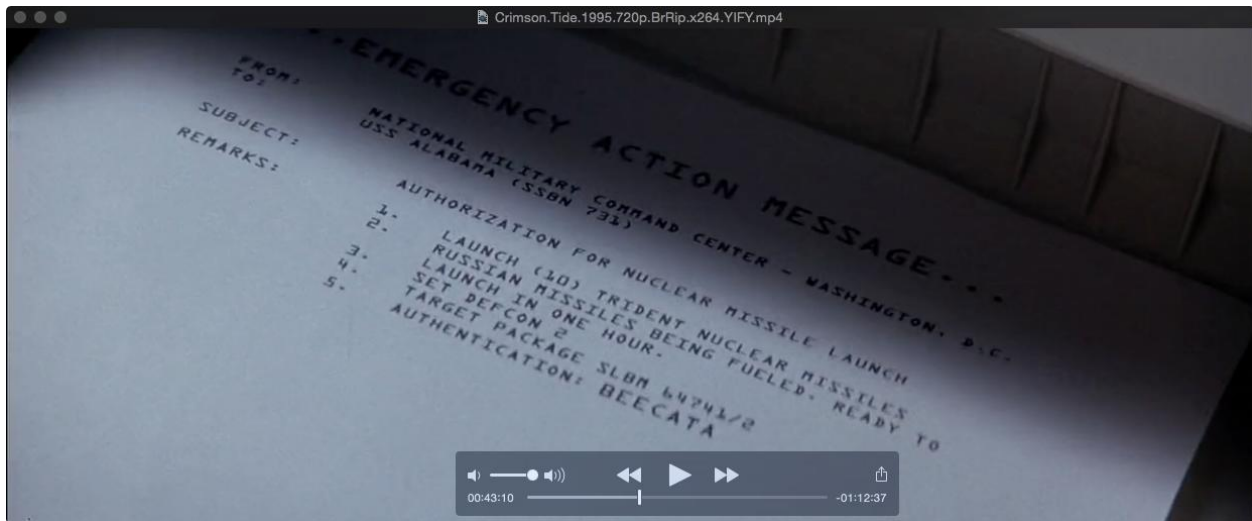 Crimson.Tide.1995.720p.BrRip.x264.YIFY.mp4
..EMERGENCY ACTION MESSAGE...
FROM: NATIONAL MILITARY COMMAND CENTER - WASHINGTON, D.C.
TO: USS ALABAMA (SSBN 731)
SUBJECT: AUTHORIZATION FOR NUCLEAR MISSILE LAUNCH
REMARKS:
1. LAUNCH (10) TRIDENT NUCLEAR MISSILES
2. RUSSIAN MISSILES BEING FUELED. READY TO
LAUNCH IN ONE HOUR.
3. SET DEFCON 2
4. TARGET PACKAGE SLBM 64741/2
5. AUTHENTICATION: BEECATA
00:43:10
-01:12:37